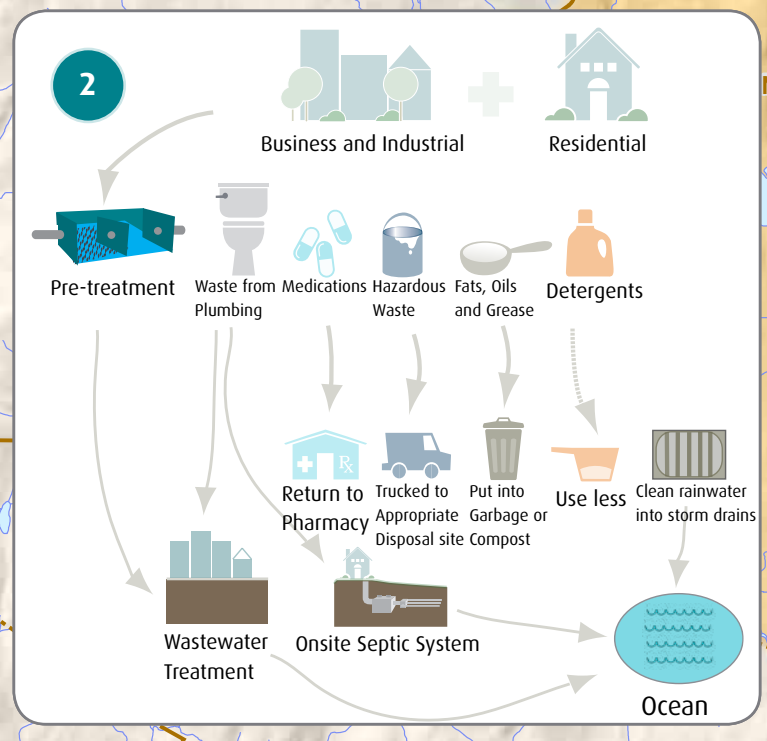 2
Business and Industrial
Residential
Pre-treatment
Waste from
Plumbing
Medications
Hazardous
Waste
Fats, Oils
and Grease
Detergents
Return to
Pharmacy
Rx
Trucked to
Appropriate
Disposal site
Put into
Garbage or
Compost
Use less
Clean rainwater
into storm drains
Wastewater
Treatment
Onsite Septic System
Ocean